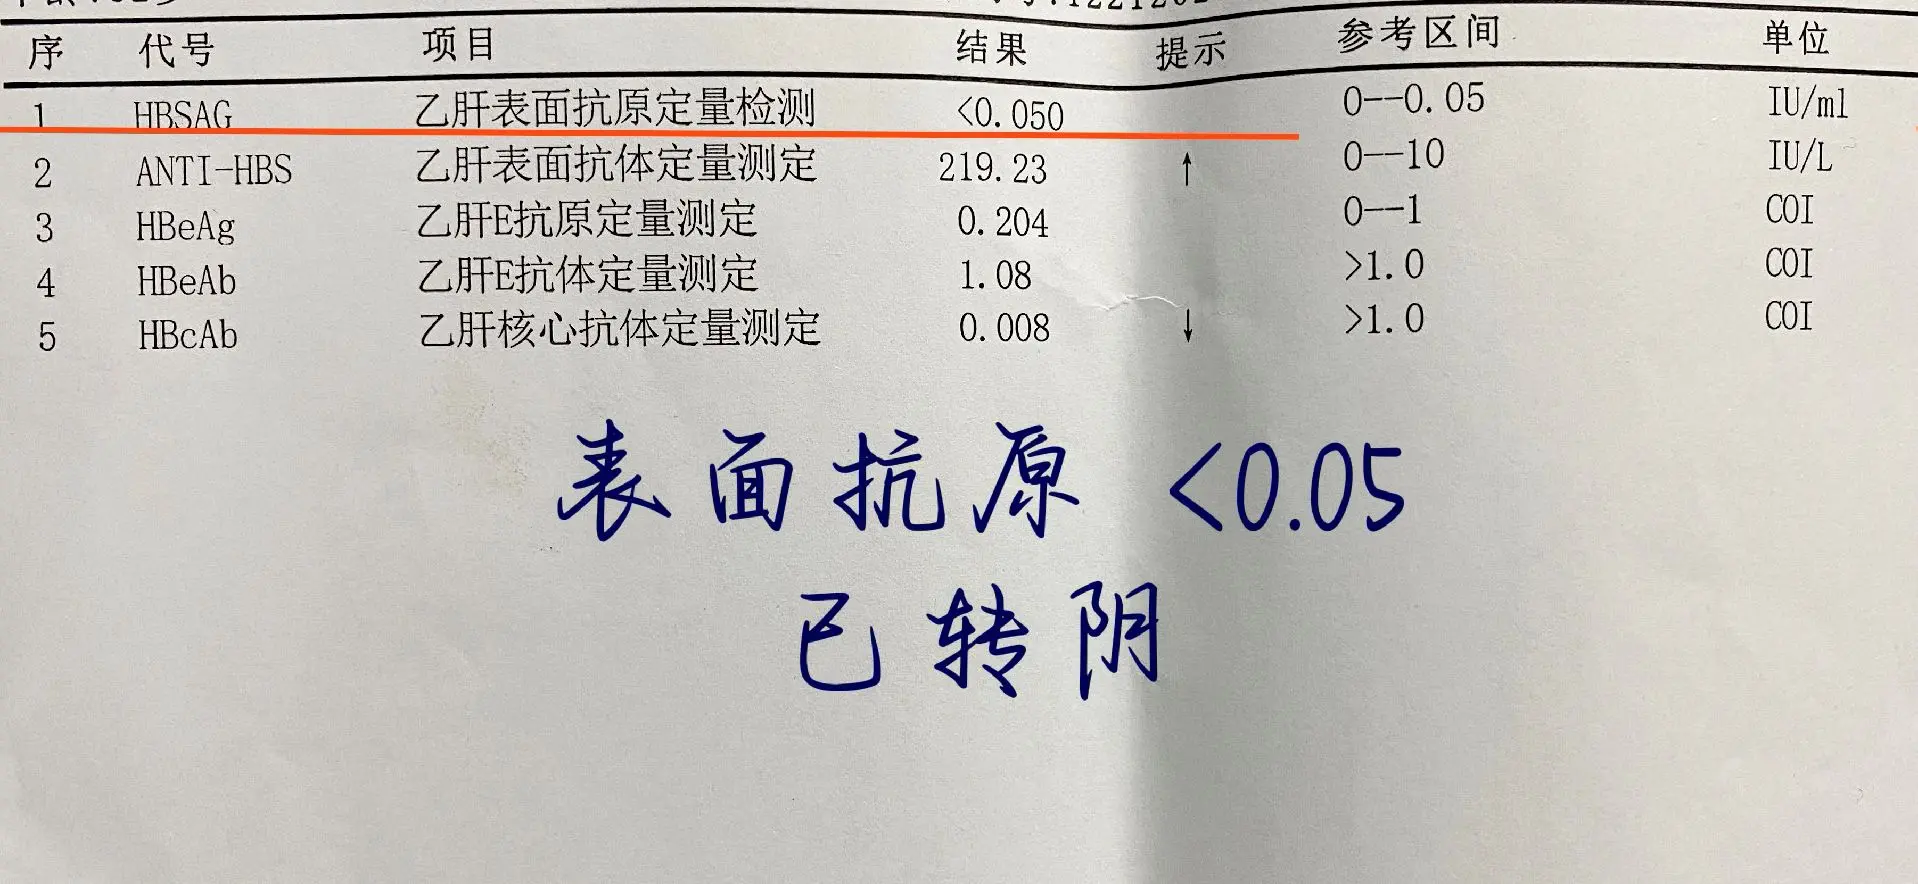 序 代号 项目 结果 提示 参考区间 单位
1 HBSAG 乙肝表面抗原定量检测 <0.050 0--0.05 IU/ml
2 ANTI-HBS 乙肝表面抗体定量测定 219.23 ↑ 0--10 IU/L
3 HBeAg 乙肝E抗原定量测定 0.204 0--1 COI
4 HBeAb 乙肝E抗体定量测定 1.08 >1.0 COI
5 HBcAb 乙肝核心抗体定量测定 0.008 ↓ >1.0 COI
表面抗原 <0.05
已转阴